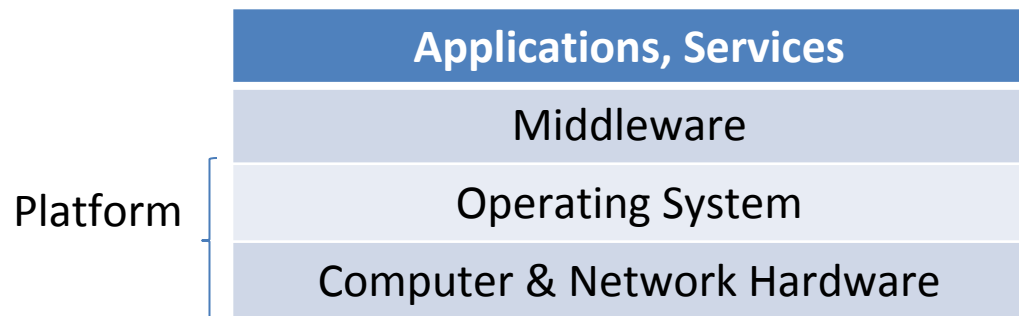 Applications, Services
Middleware
Platform
Operating System
Computer & Network Hardware